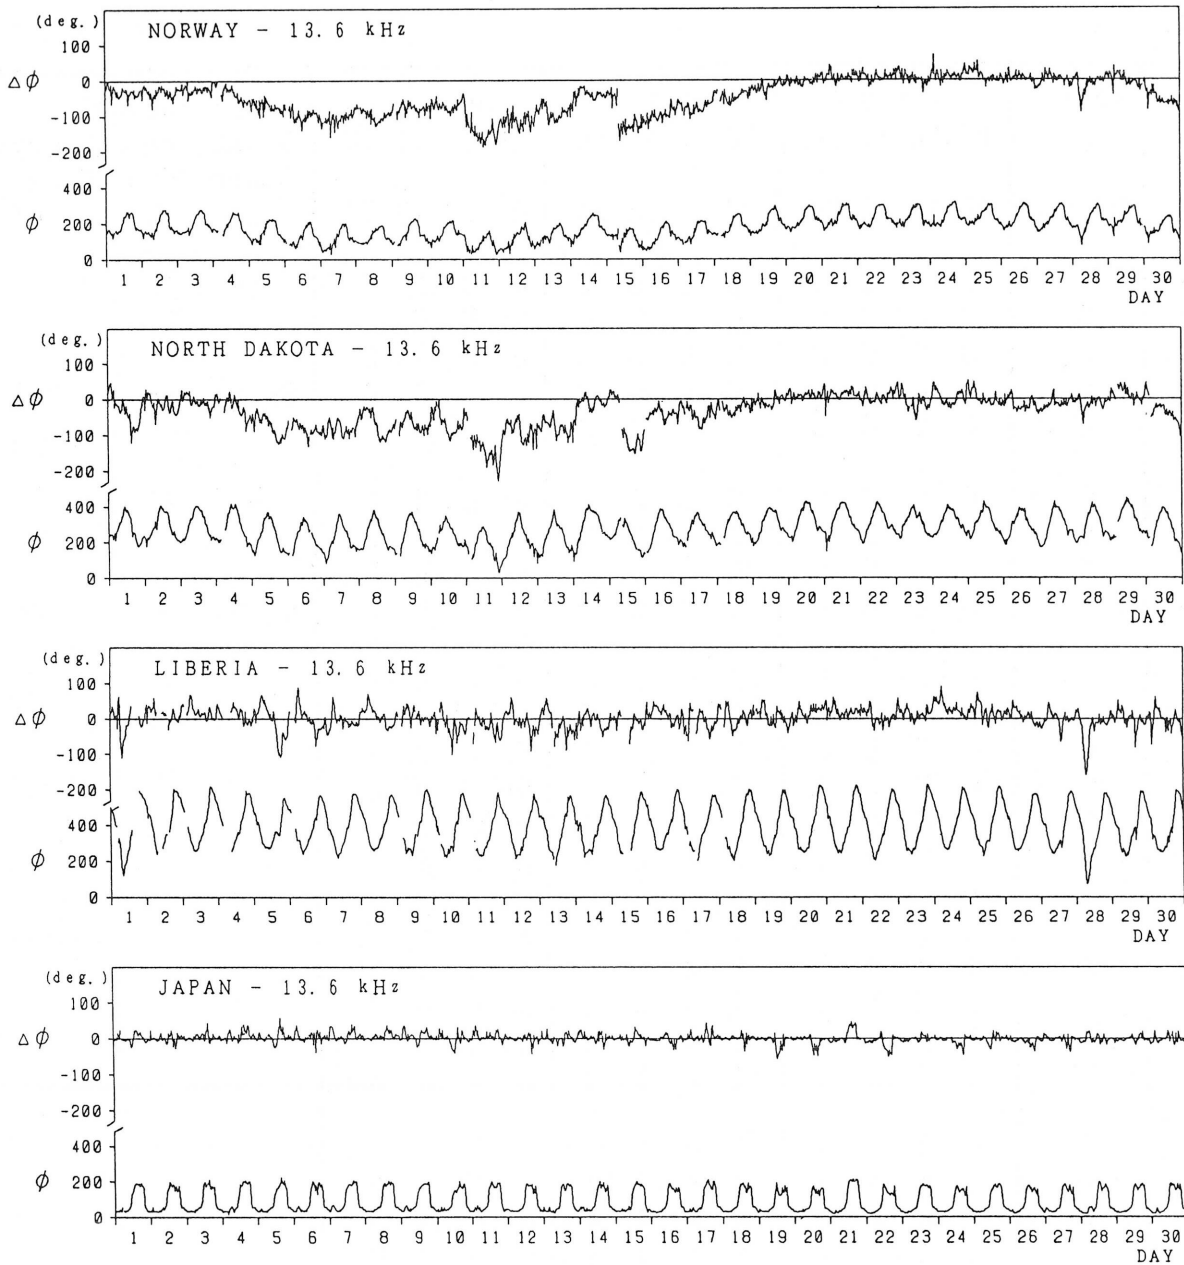 (deg.)
NORWAY - 13.6 kHz
100
Δϕ 0
-100
-200
400
ϕ 200
0
1 2 3 4 5 6 7 8 9 10 11 12 13 14 15 16 17 18 19 20 21 22 23 24 25 26 27 28 29 30
DAY
(deg.)
NORTH DAKOTA - 13.6 kHz
100
Δϕ 0
-100
-200
400
ϕ 200
0
1 2 3 4 5 6 7 8 9 10 11 12 13 14 15 16 17 18 19 20 21 22 23 24 25 26 27 28 29 30
DAY
(deg.)
LIBERIA - 13.6 kHz
100
Δϕ 0
-100
-200
400
ϕ 200
0
1 2 3 4 5 6 7 8 9 10 11 12 13 14 15 16 17 18 19 20 21 22 23 24 25 26 27 28 29 30
DAY
(deg.)
JAPAN - 13.6 kHz
100
Δϕ 0
-100
-200
400
ϕ 200
0
1 2 3 4 5 6 7 8 9 10 11 12 13 14 15 16 17 18 19 20 21 22 23 24 25 26 27 28 29 30
DAY